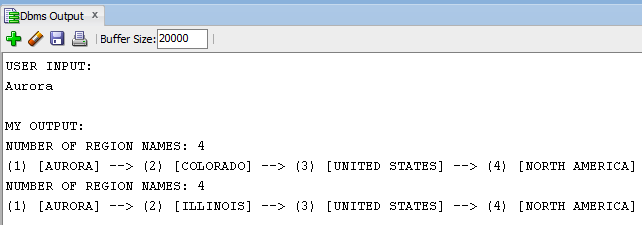 Dbms Output x
Buffer Size: 20000
USER INPUT:
Aurora
MY OUTPUT:
NUMBER OF REGION NAMES: 4
(1) [AURORA] --> (2) [COLORADO] --> (3) [UNITED STATES] --> (4) [NORTH AMERICA]
NUMBER OF REGION NAMES: 4
(1) [AURORA] --> (2) [ILLINOIS] --> (3) [UNITED STATES] --> (4) [NORTH AMERICA]